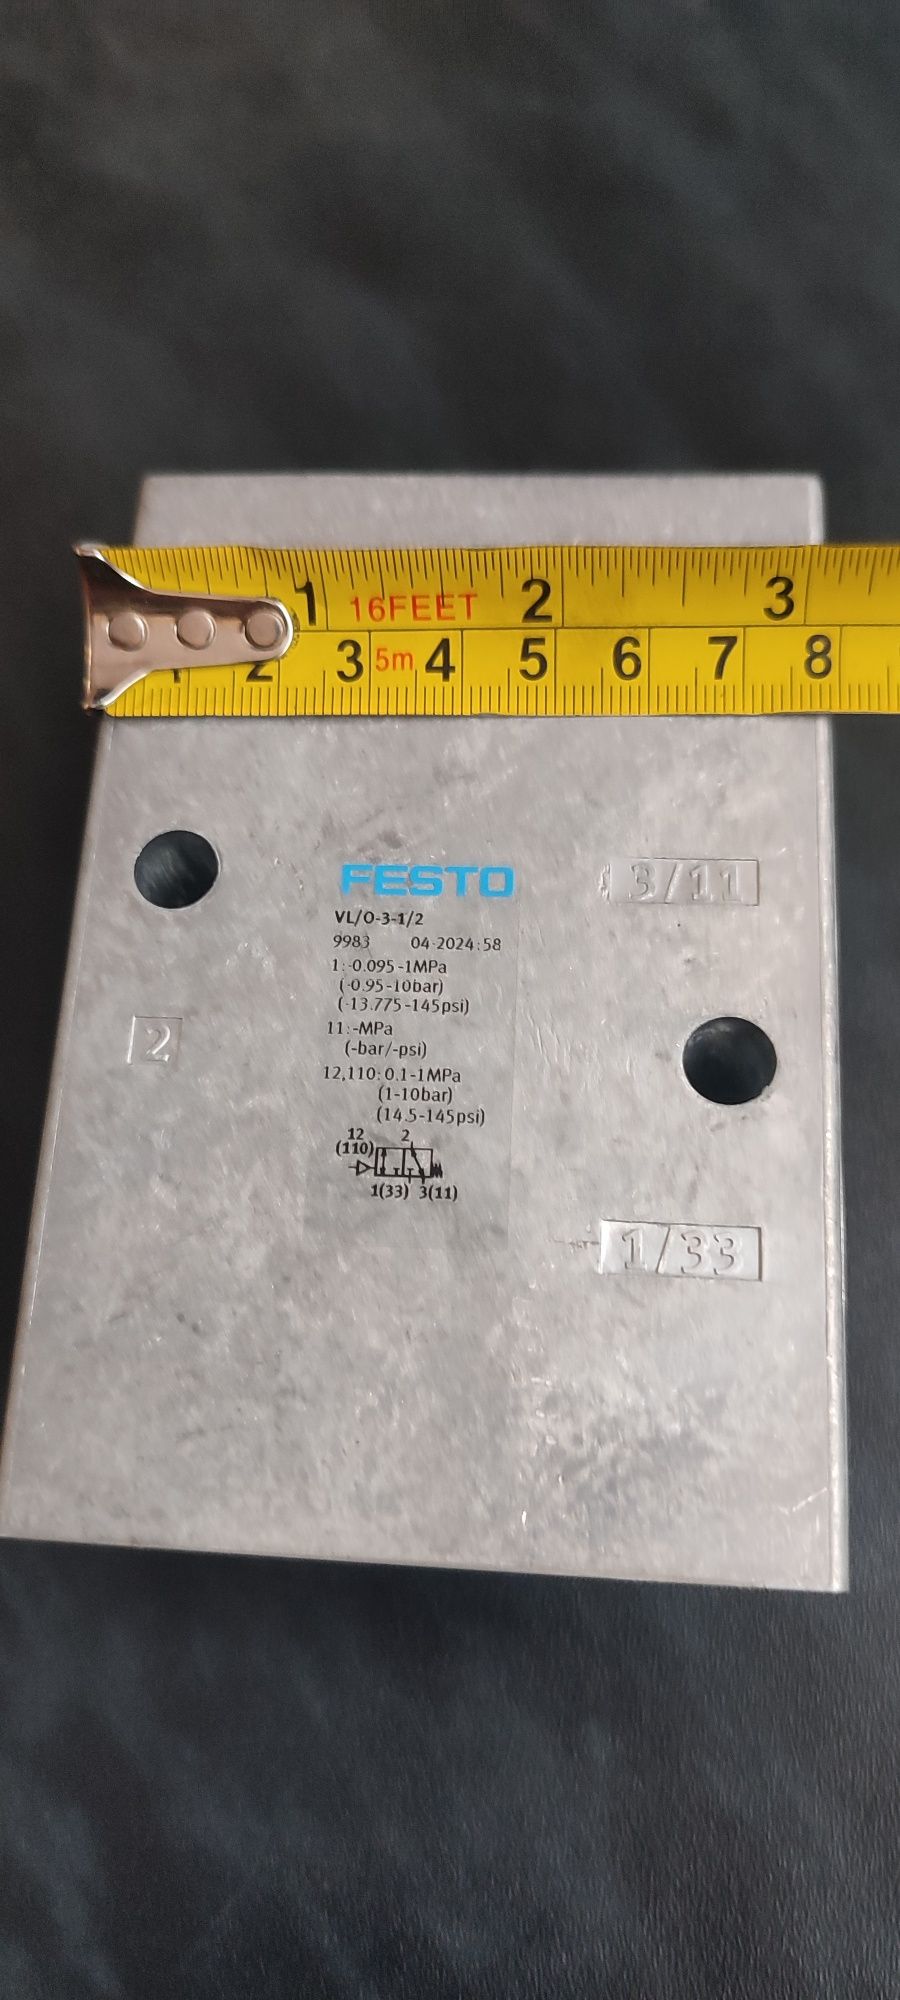 1 16FEET 2 3
1 2 3 5m 4 5 6 7 8
FESTO
3/11
VL/O-3-1/2
9983 04-2024:58
1:-0.095-1MPa
(-0.95-10bar)
(-13.775-145psi)
11:-MPa
(-bar/-psi)
2
12,110:0.1-1MPa
(1-10bar)
(14.5-145psi)
12 2
(110)
1(33) 3(11)
1/33